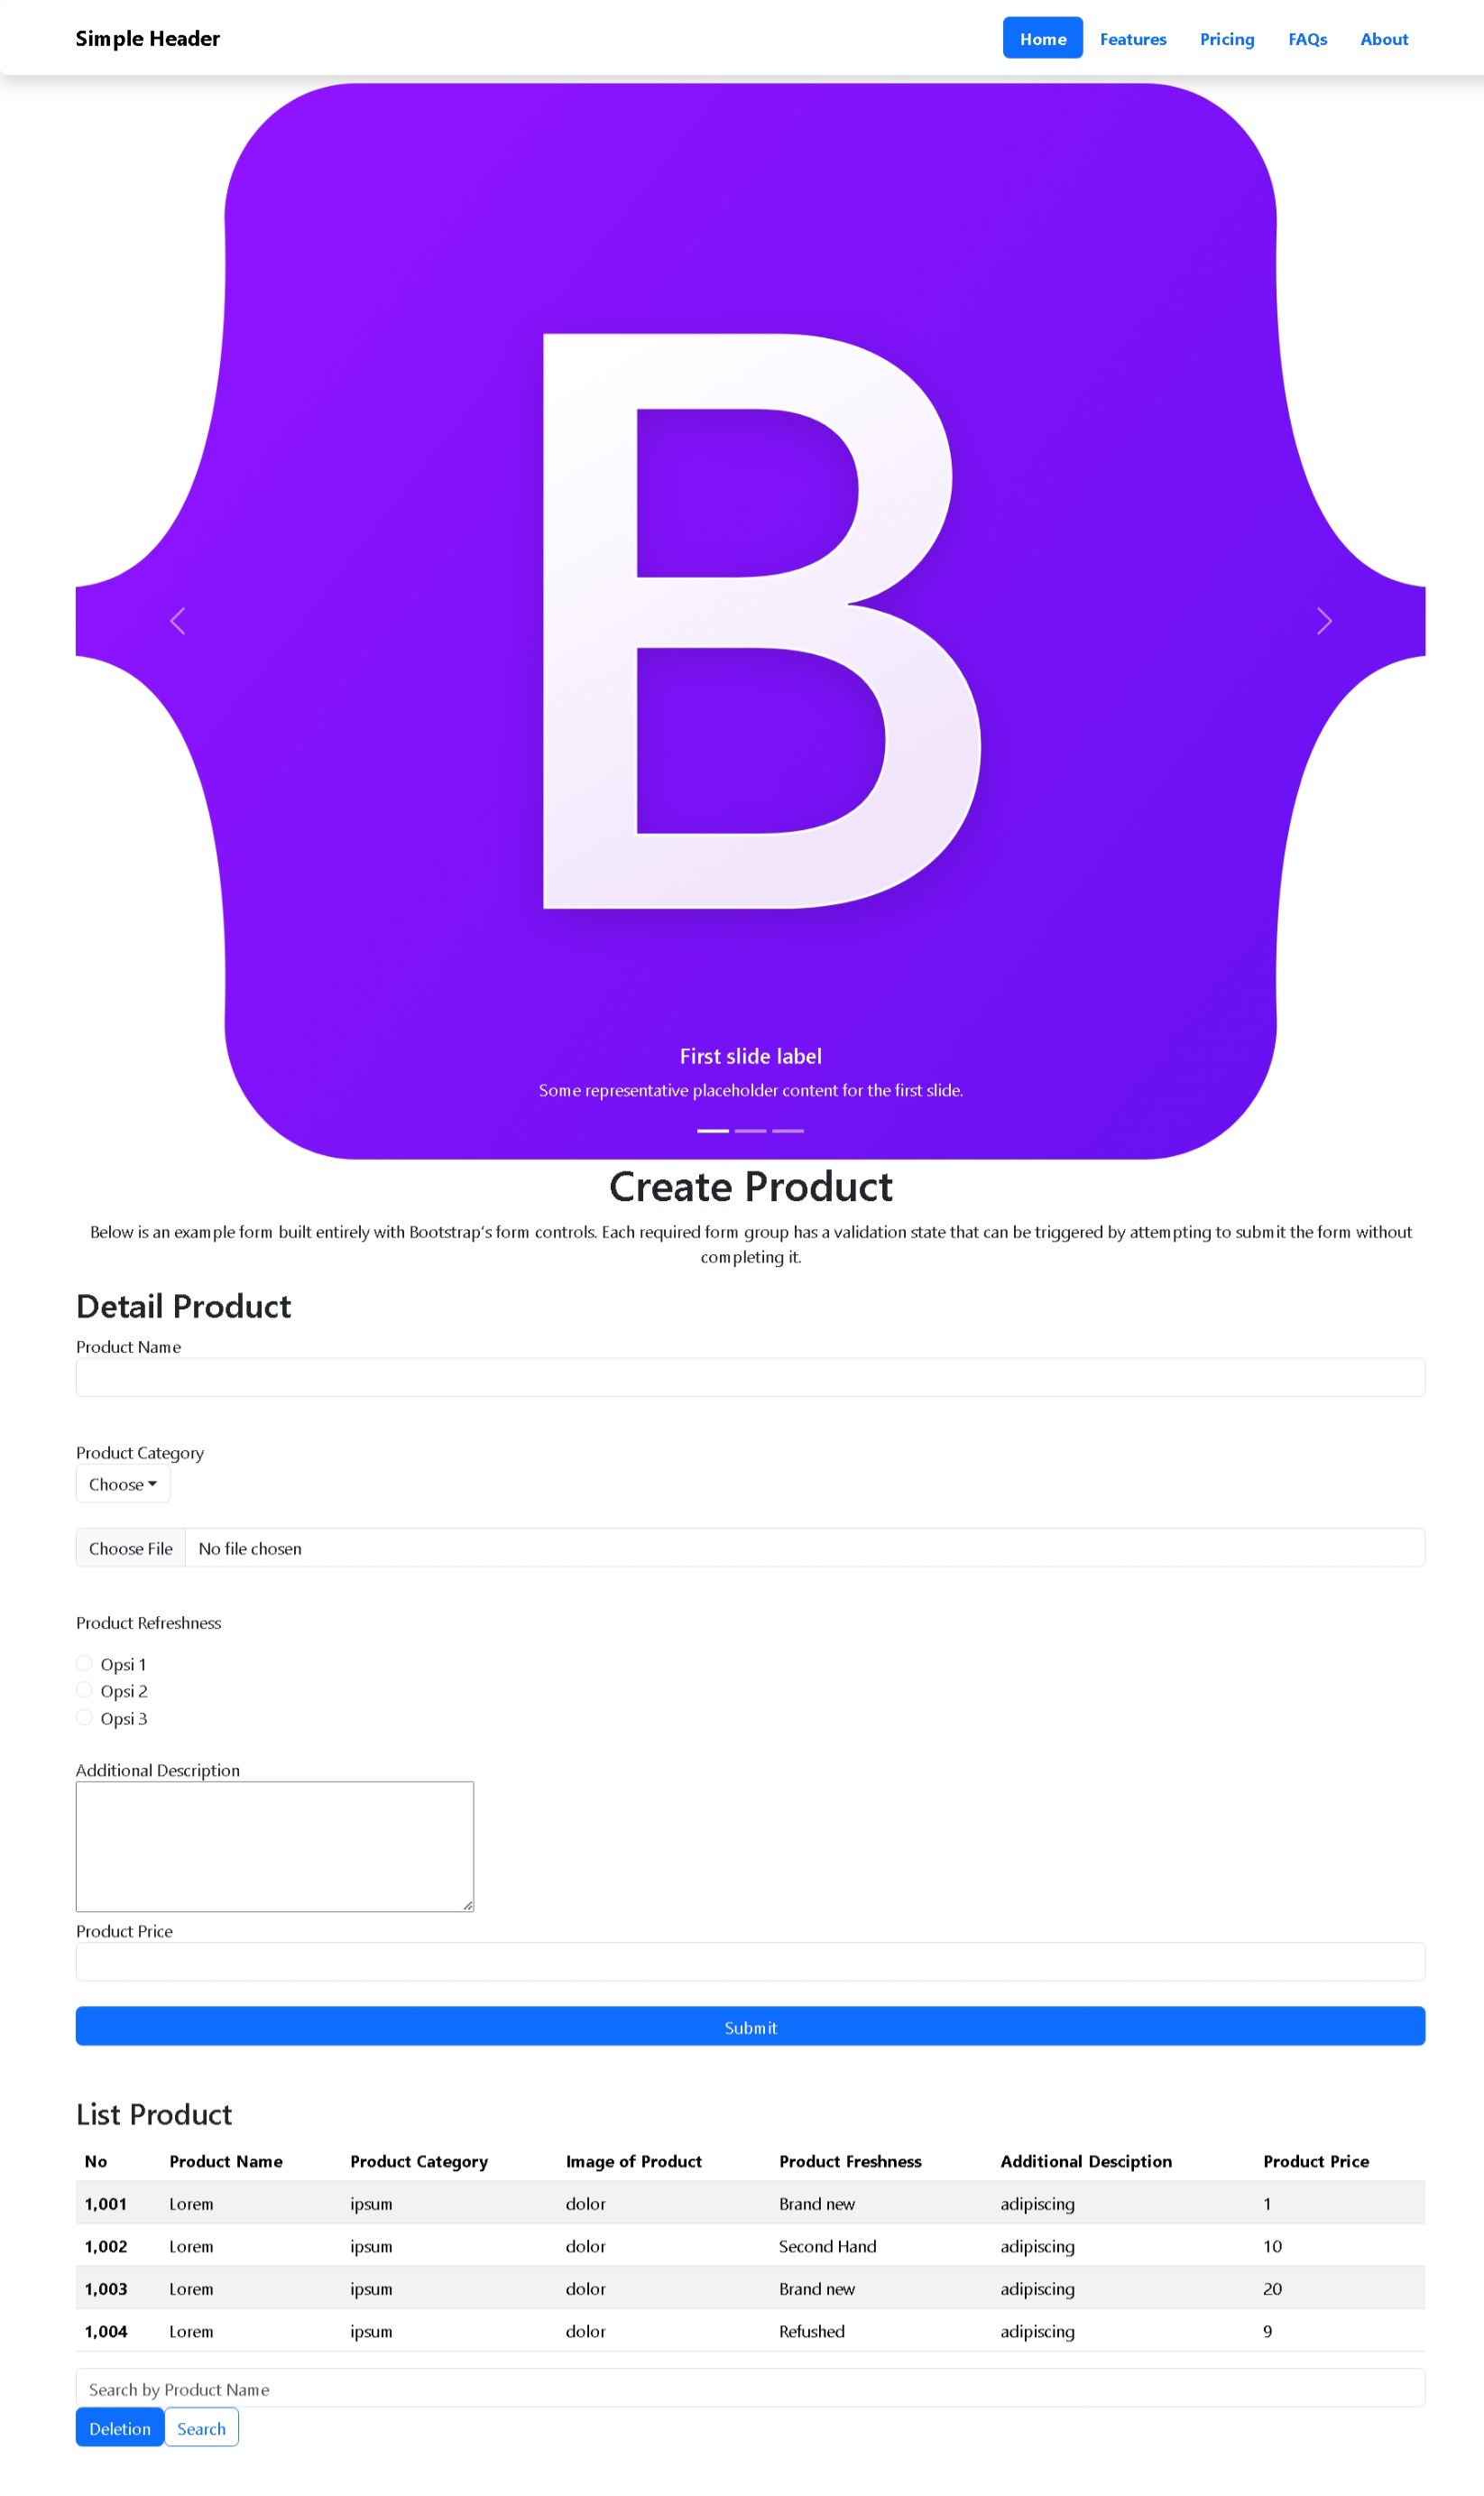 Simple Header
Home Features Pricing FAQs About
B
First slide label
Some representative placeholder content for the first slide.
Create Product
Below is an example form built entirely with Bootstrap's form controls. Each required form group has a validation state that can be triggered by attempting to submit the form without
completing it.
Detail Product
Product Name
Product Category
Choose
Choose File No file chosen
Product Refreshness
Opsi 1
Opsi 2
Opsi 3
Additional Description
Product Price
Submit
List Product
No Product Name Product Category Image of Product Product Freshness Additional Desciption Product Price
1,001 Lorem ipsum dolor Brand new adipiscing 1
1,002 Lorem ipsum dolor Second Hand adipiscing 10
1,003 Lorem ipsum dolor Brand new adipiscing 20
1,004 Lorem ipsum dolor Refushed adipiscing 9
Search by Product Name
Deletion Search